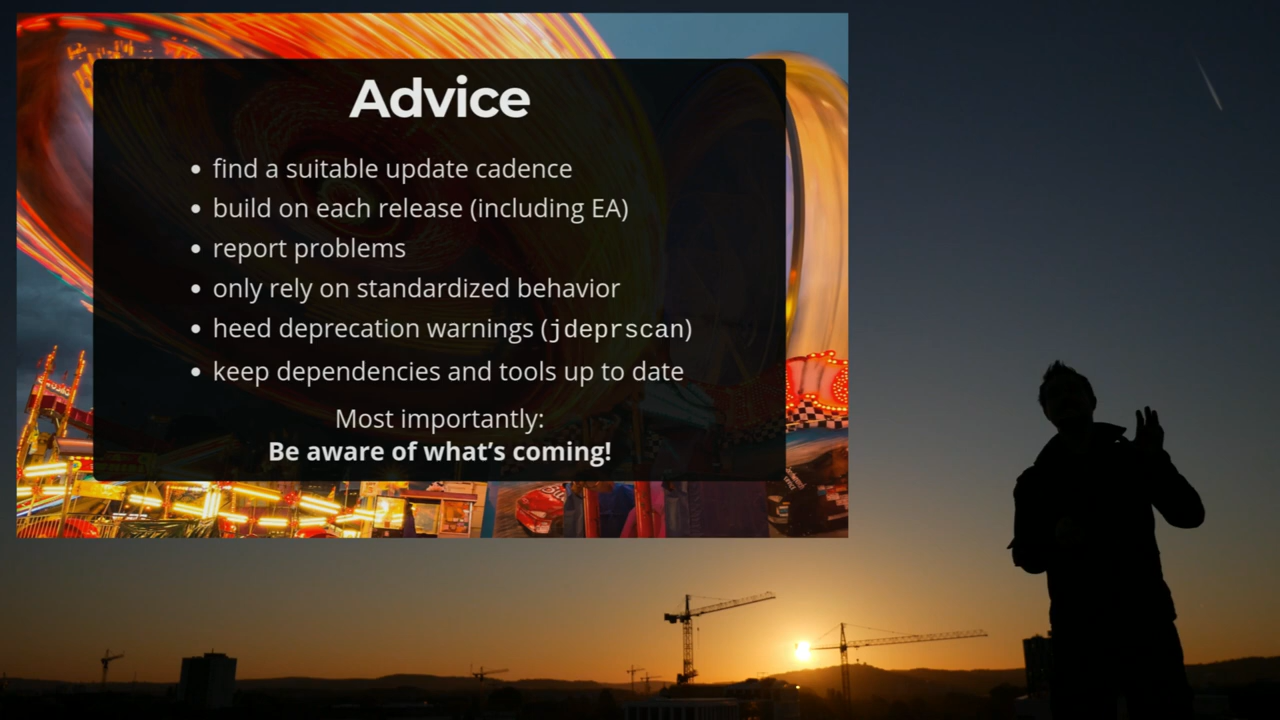 Advice
• find a suitable update cadence
• build on each release (including EA)
• report problems
• only rely on standardized behavior
• heed deprecation warnings (jdeprscan)
• keep dependencies and tools up to date
Most importantly:
Be aware of what’s coming!